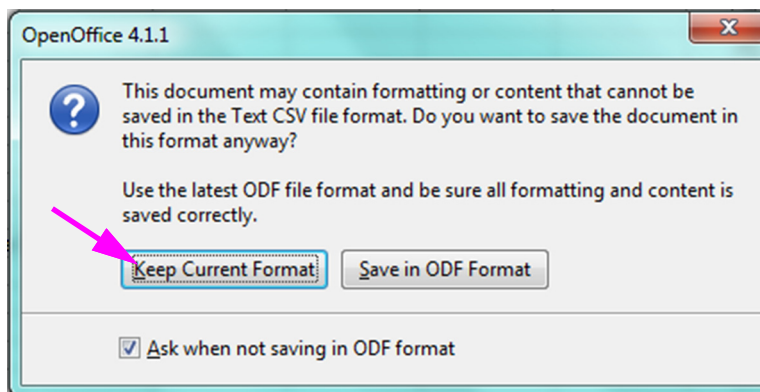 OpenOffice 4.1.1
This document may contain formatting or content that cannot be
saved in the Text CSV file format. Do you want to save the document in
this format anyway?
Use the latest ODF file format and be sure all formatting and content is
saved correctly.
Keep Current Format Save in ODF Format
Ask when not saving in ODF format